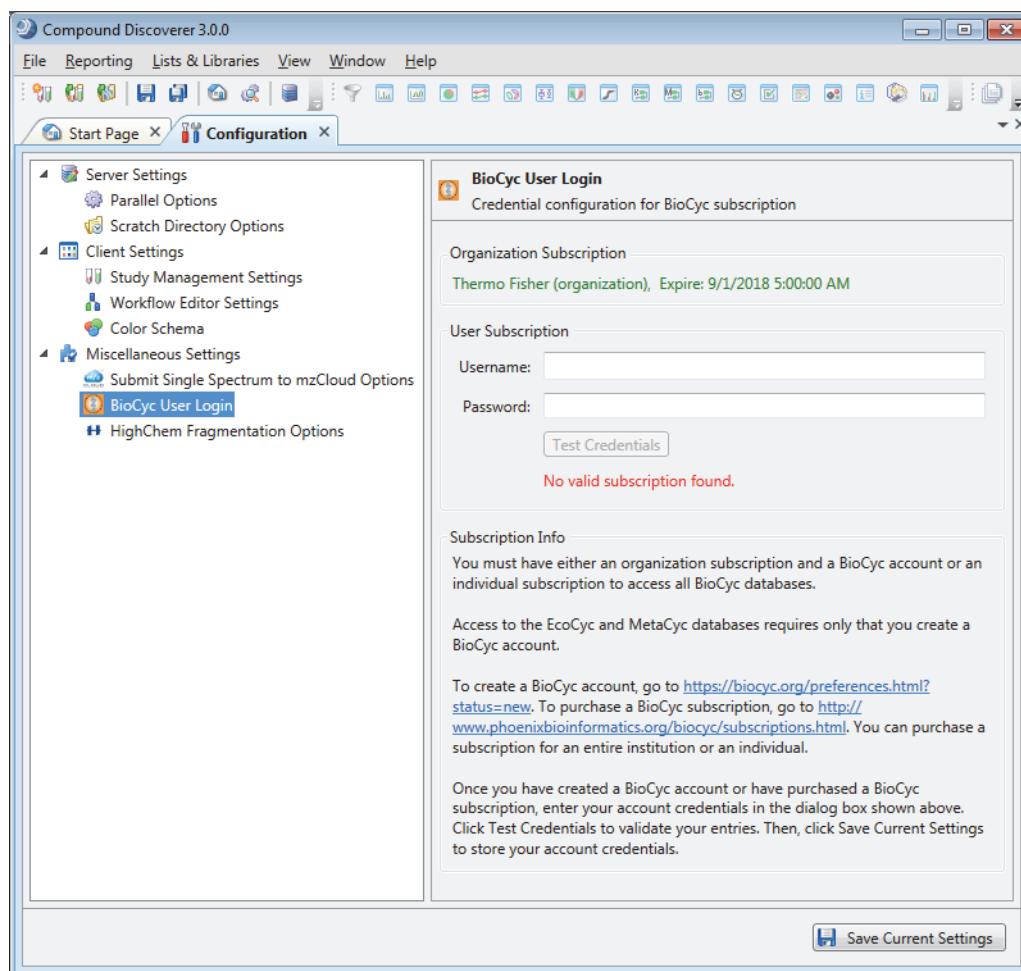 Compound Discoverer 3.0.0
File Reporting Lists & Libraries View Window Help
Start Page
Configuration
Server Settings
Parallel Options
Scratch Directory Options
Client Settings
Study Management Settings
Workflow Editor Settings
Color Schema
Miscellaneous Settings
Submit Single Spectrum to mzCloud Options
BioCyc User Login
HighChem Fragmentation Options
BioCyc User Login
Credential configuration for BioCyc subscription
Organization Subscription
Thermo Fisher (organization), Expire: 9/1/2018 5:00:00 AM
User Subscription
Username:
Password:
Test Credentials
No valid subscription found.
Subscription Info
You must have either an organization subscription and a BioCyc account or an
individual subscription to access all BioCyc databases.
Access to the EcoCyc and MetaCyc databases requires only that you create a
BioCyc account.
To create a BioCyc account, go to https://biocyc.org/preferences.html?
status=new. To purchase a BioCyc subscription, go to http://
www.phoenixbioinformatics.org/biocyc/subscriptions.html. You can purchase a
subscription for an entire institution or an individual.
Once you have created a BioCyc account or have purchased a BioCyc
subscription, enter your account credentials in the dialog box shown above.
Click Test Credentials to validate your entries. Then, click Save Current Settings
to store your account credentials.
Save Current Settings